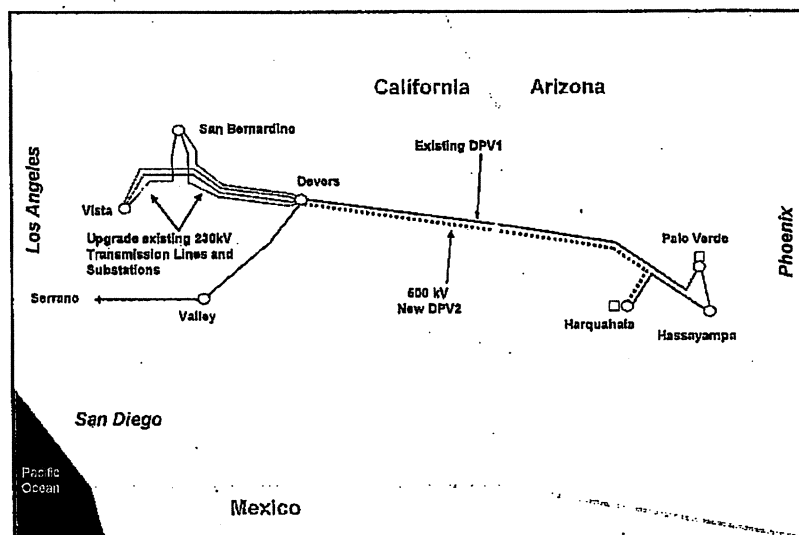 California Arizona
San Bernardino
Existing DPV1
Los Angeles
Devers
Vista
Upgrade existing 230kV
Transmission Lines and
Substations
Palo Verde
Phoenix
500 kV
New DPV2
Serrano
Valley
Harquahala
Hassayampa
San Diego
Pacific
Ocean
Mexico